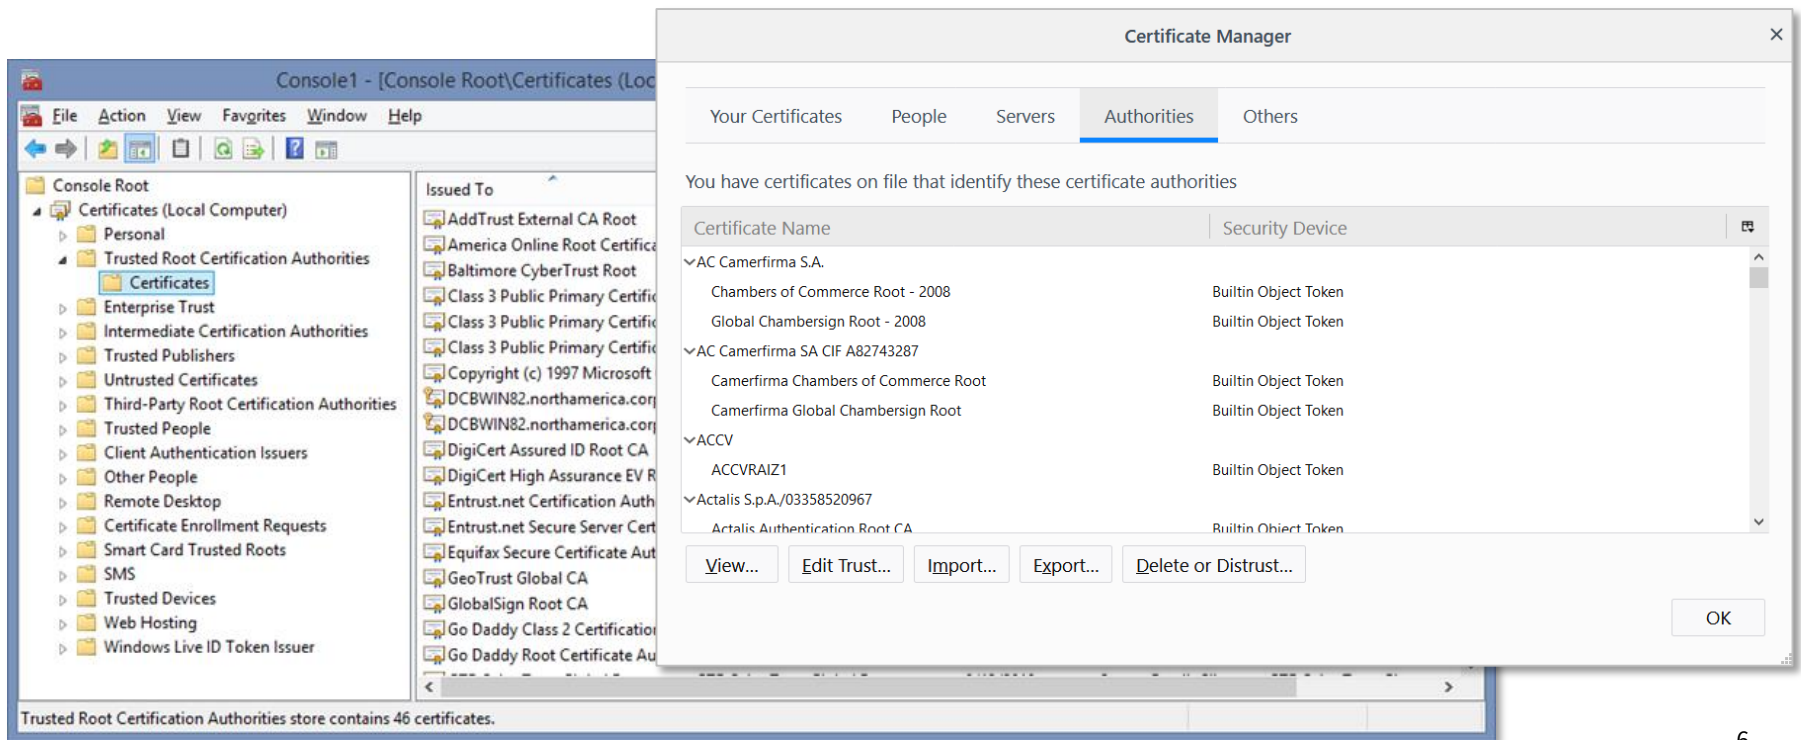 Console1 - [Console Root\Certificates (Loc
File Action View Favorites Window Help
Console Root
Certificates (Local Computer)
Personal
Trusted Root Certification Authorities
Certificates
Enterprise Trust
Intermediate Certification Authorities
Trusted Publishers
Untrusted Certificates
Third-Party Root Certification Authorities
Trusted People
Client Authentication Issuers
Other People
Remote Desktop
Certificate Enrollment Requests
Smart Card Trusted Roots
SMS
Trusted Devices
Web Hosting
Windows Live ID Token Issuer
Issued To
AddTrust External CA Root
America Online Root Certifica
Baltimore CyberTrust Root
Class 3 Public Primary Certific
Class 3 Public Primary Certific
Class 3 Public Primary Certific
Copyright (c) 1997 Microsoft
DCBWIN82.northamerica.corp
DCBWIN82.northamerica.corp
DigiCert Assured ID Root CA
DigiCert High Assurance EV R
Entrust.net Certification Auth
Entrust.net Secure Server Cert
Equifax Secure Certificate Aut
GeoTrust Global CA
GlobalSign Root CA
Go Daddy Class 2 Certification
Go Daddy Root Certificate Au
Trusted Root Certification Authorities store contains 46 certificates.
Certificate Manager
Your Certificates People Servers Authorities Others
You have certificates on file that identify these certificate authorities
Certificate Name Security Device
AC Camerfirma S.A.
Chambers of Commerce Root - 2008 Builtin Object Token
Global Chambersign Root - 2008 Builtin Object Token
AC Camerfirma SA CIF A82743287
Camerfirma Chambers of Commerce Root Builtin Object Token
Camerfirma Global Chambersign Root Builtin Object Token
ACCV
ACCVRAIZ1 Builtin Object Token
Actalis S.p.A./03358520967
Actalis Authentication Root CA Builtin Object Token
View... Edit Trust... Import... Export... Delete or Distrust...
OK
6